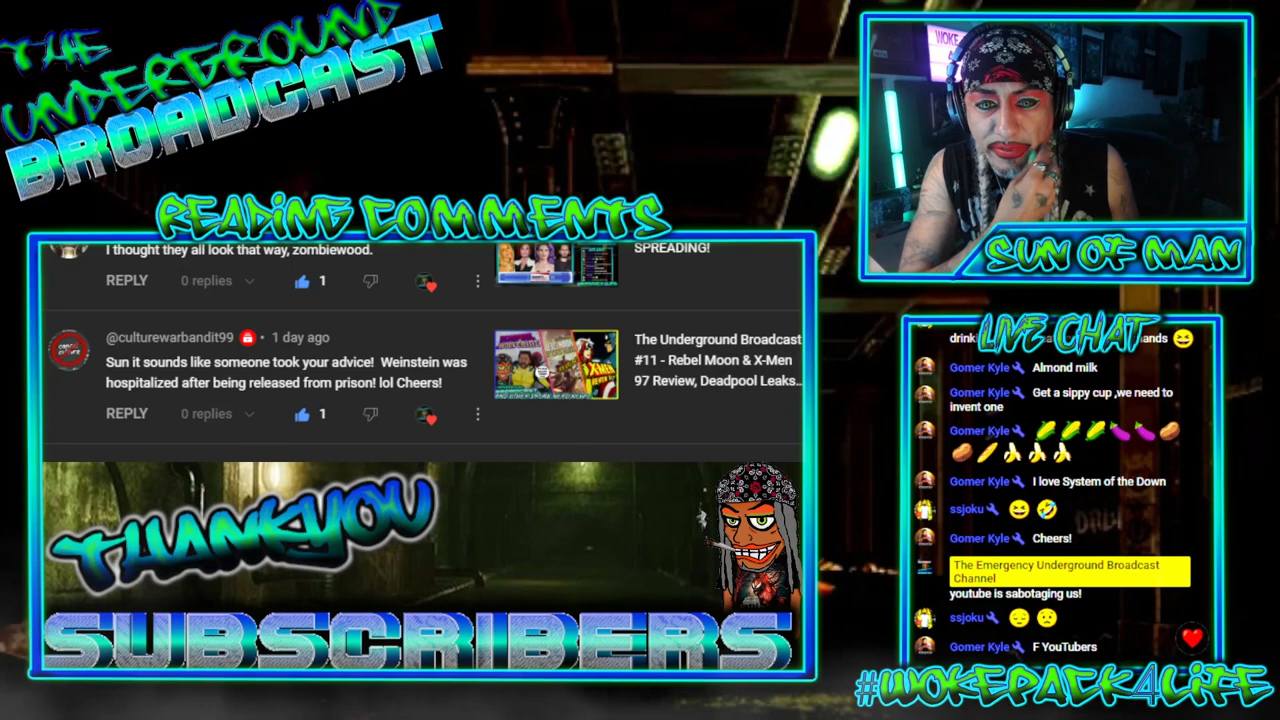 THE
UNDERGROUND
BROADCAST
READING COMMENTS
I thought they all look that way, zombiewood.
REPLY 0 replies 1
SPREADING!
@culturewarbandit99 • 1 day ago
Sun it sounds like someone took your advice! Weinstein was
hospitalized after being released from prison! lol Cheers!
REPLY 0 replies 1
The Underground Broadcast
#11 - Rebel Moon & X-Men
97 Review, Deadpool Leaks...
THANKYOU
SUBSCRIBERS
WOKE
SUN OF MAN
LIVE CHAT
Gomer Kyle Almond milk
Gomer Kyle Get a sippy cup ,we need to
invent one
Gomer Kyle 🌽🌽🌽🍆🍆🥔
🥔🥖🍌🍌🍌
Gomer Kyle I love System of the Down
ssjoku 😆 🤣
Gomer Kyle Cheers!
The Emergency Underground Broadcast
Channel
youtube is sabotaging us!
ssjoku 😔 😟
Gomer Kyle F YouTubers
#WOKEPACK4LIFE